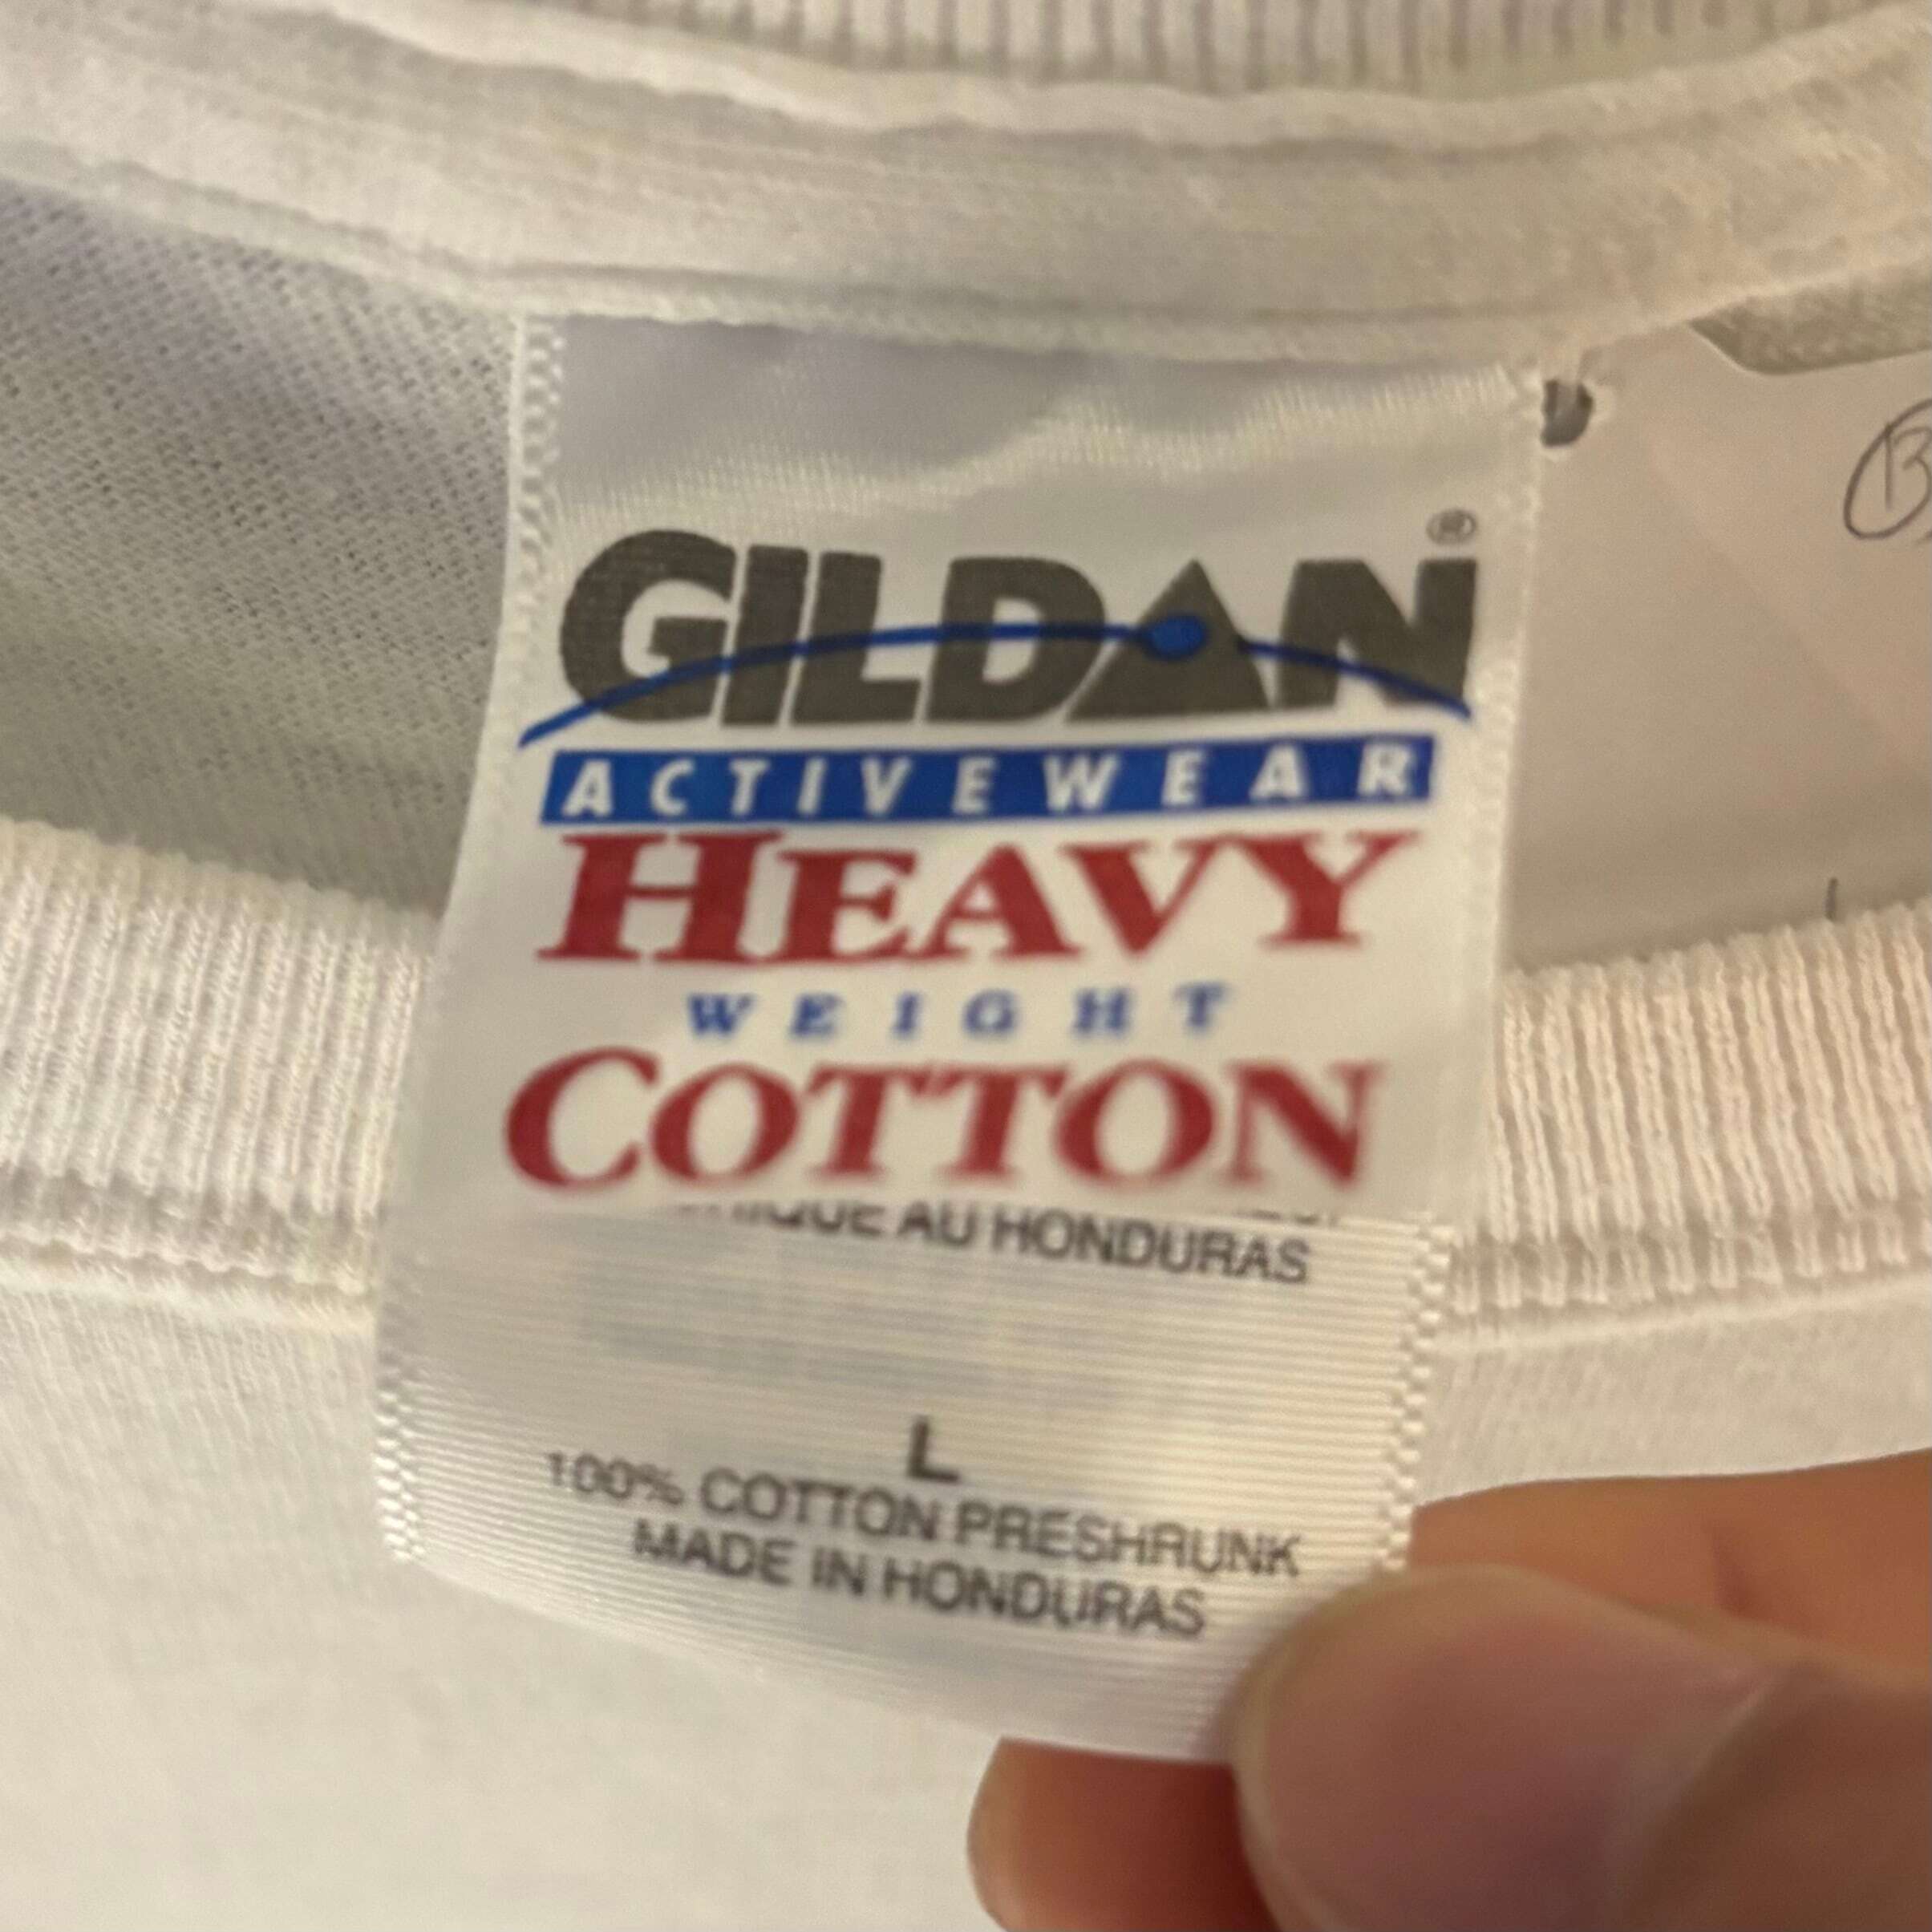 GILDAN®
ACTIVEWEAR
HEAVY
WEIGHT
COTTON
AU HONDURAS
L
100% COTTON PRESHRUNK
MADE IN HONDURAS